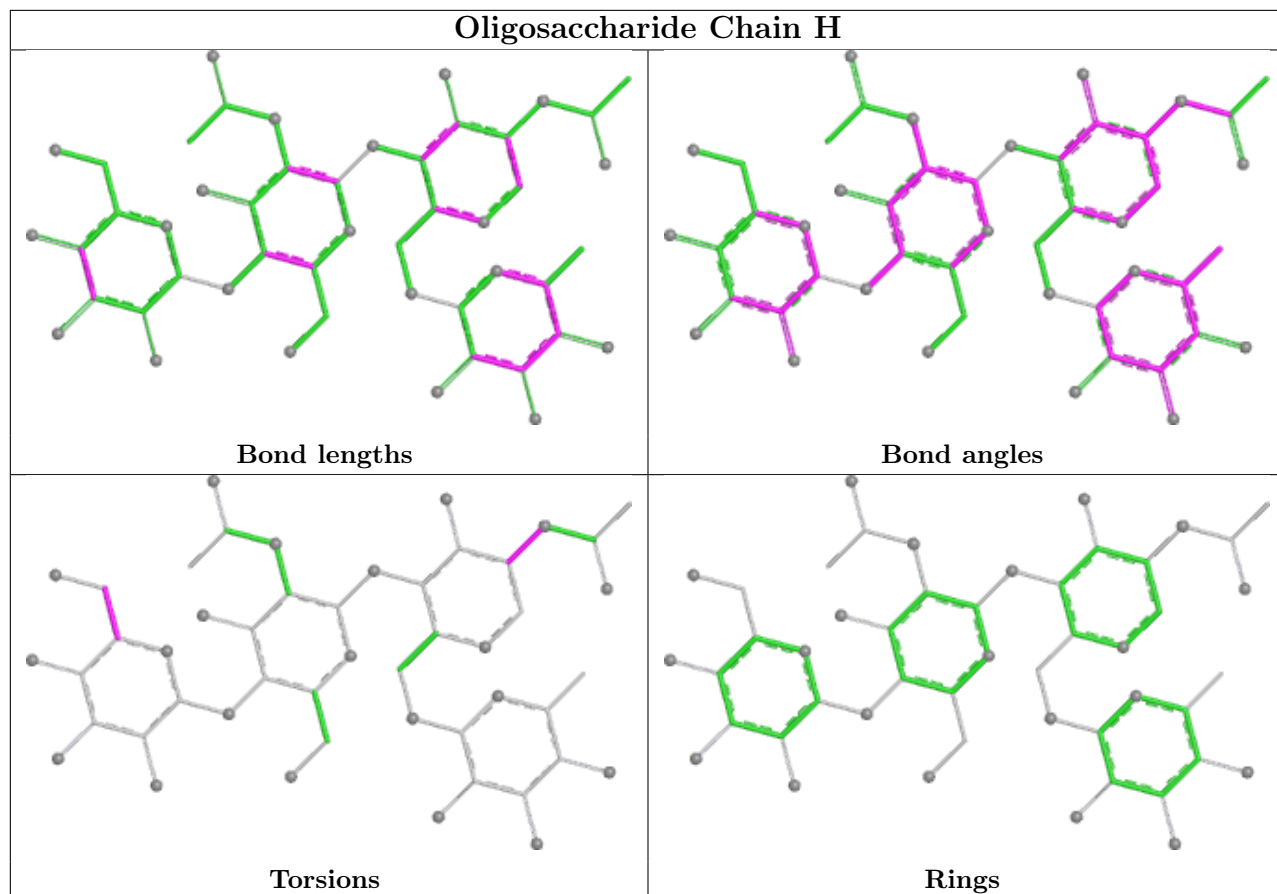 Oligosaccharide Chain H
Bond lengths
Bond angles
Torsions
Rings